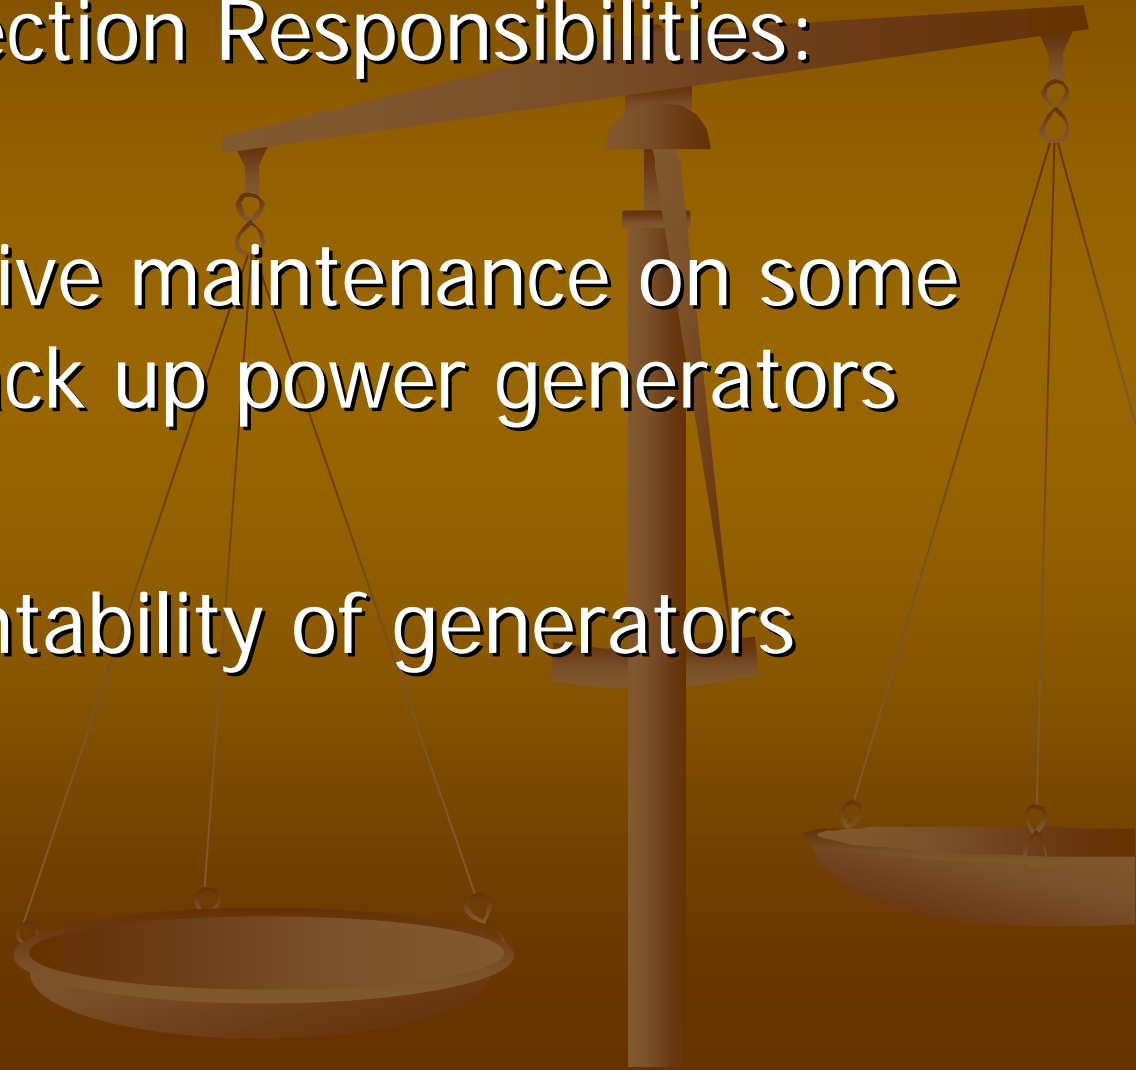 ection Responsibilities:
ive maintenance on some
ck up power generators
ntability of generators